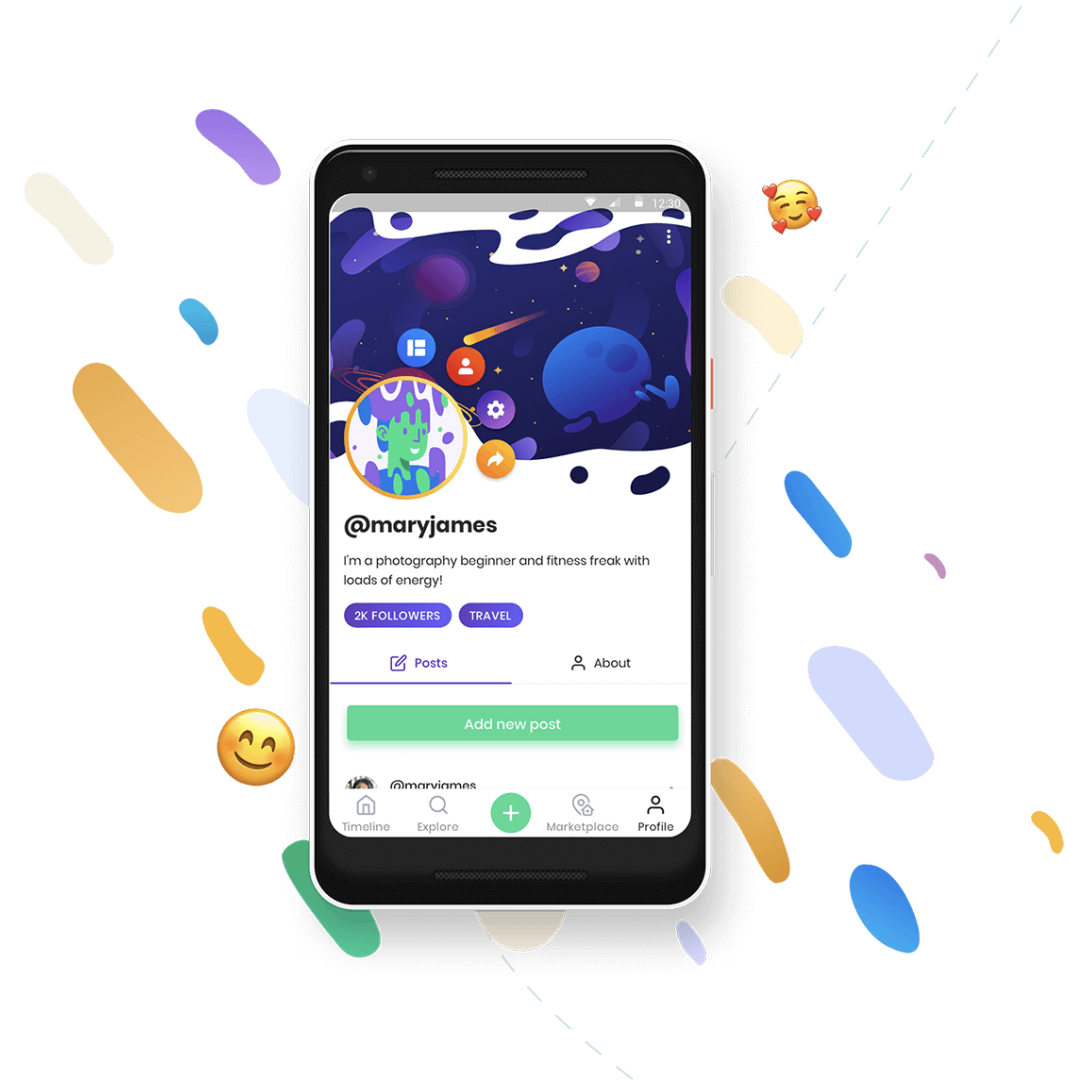 12:30
@maryjames
I'm a photography beginner and fitness freak with
loads of energy!
2K FOLLOWERS TRAVEL
Posts About
Add new post
@maryjames
Timeline Explore Marketplace Profile